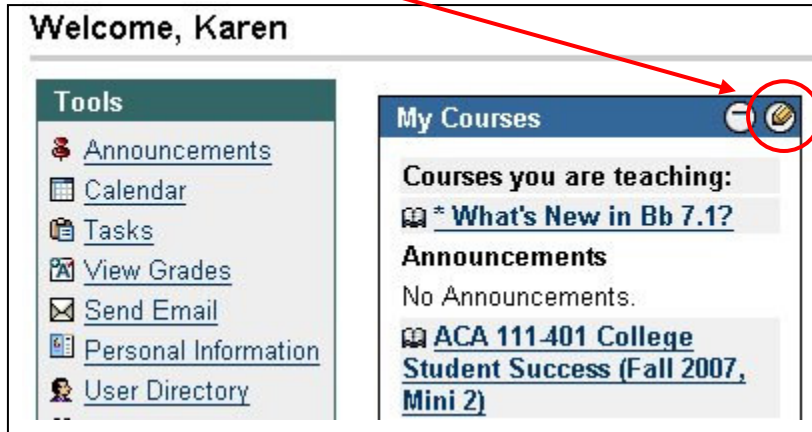 Welcome, Karen
Tools
Announcements
Calendar
Tasks
View Grades
Send Email
Personal Information
User Directory
My Courses
Courses you are teaching:
* What's New in Bb 7.1?
Announcements
No Announcements.
ACA 111-401 College
Student Success (Fall 2007,
Mini 2)